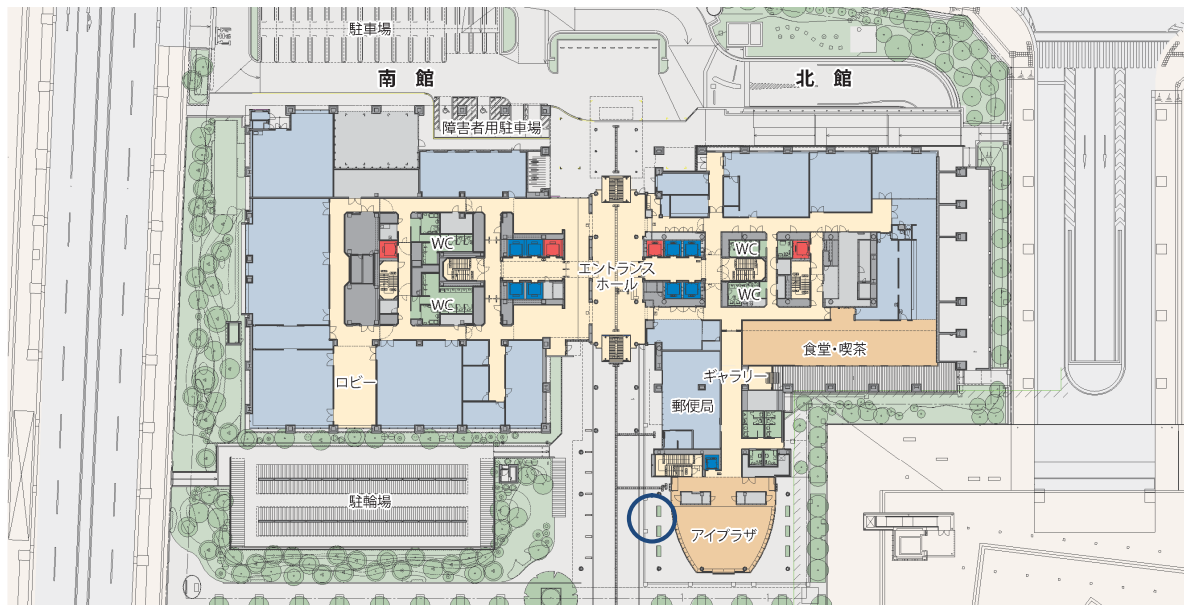 駐車場
南 館
北 館
障害者用駐車場
WC
WC
エントランス
ホール
WC
WC
食堂・喫茶
ロビー
ギャラリー
郵便局
駐輪場
アイプラザ